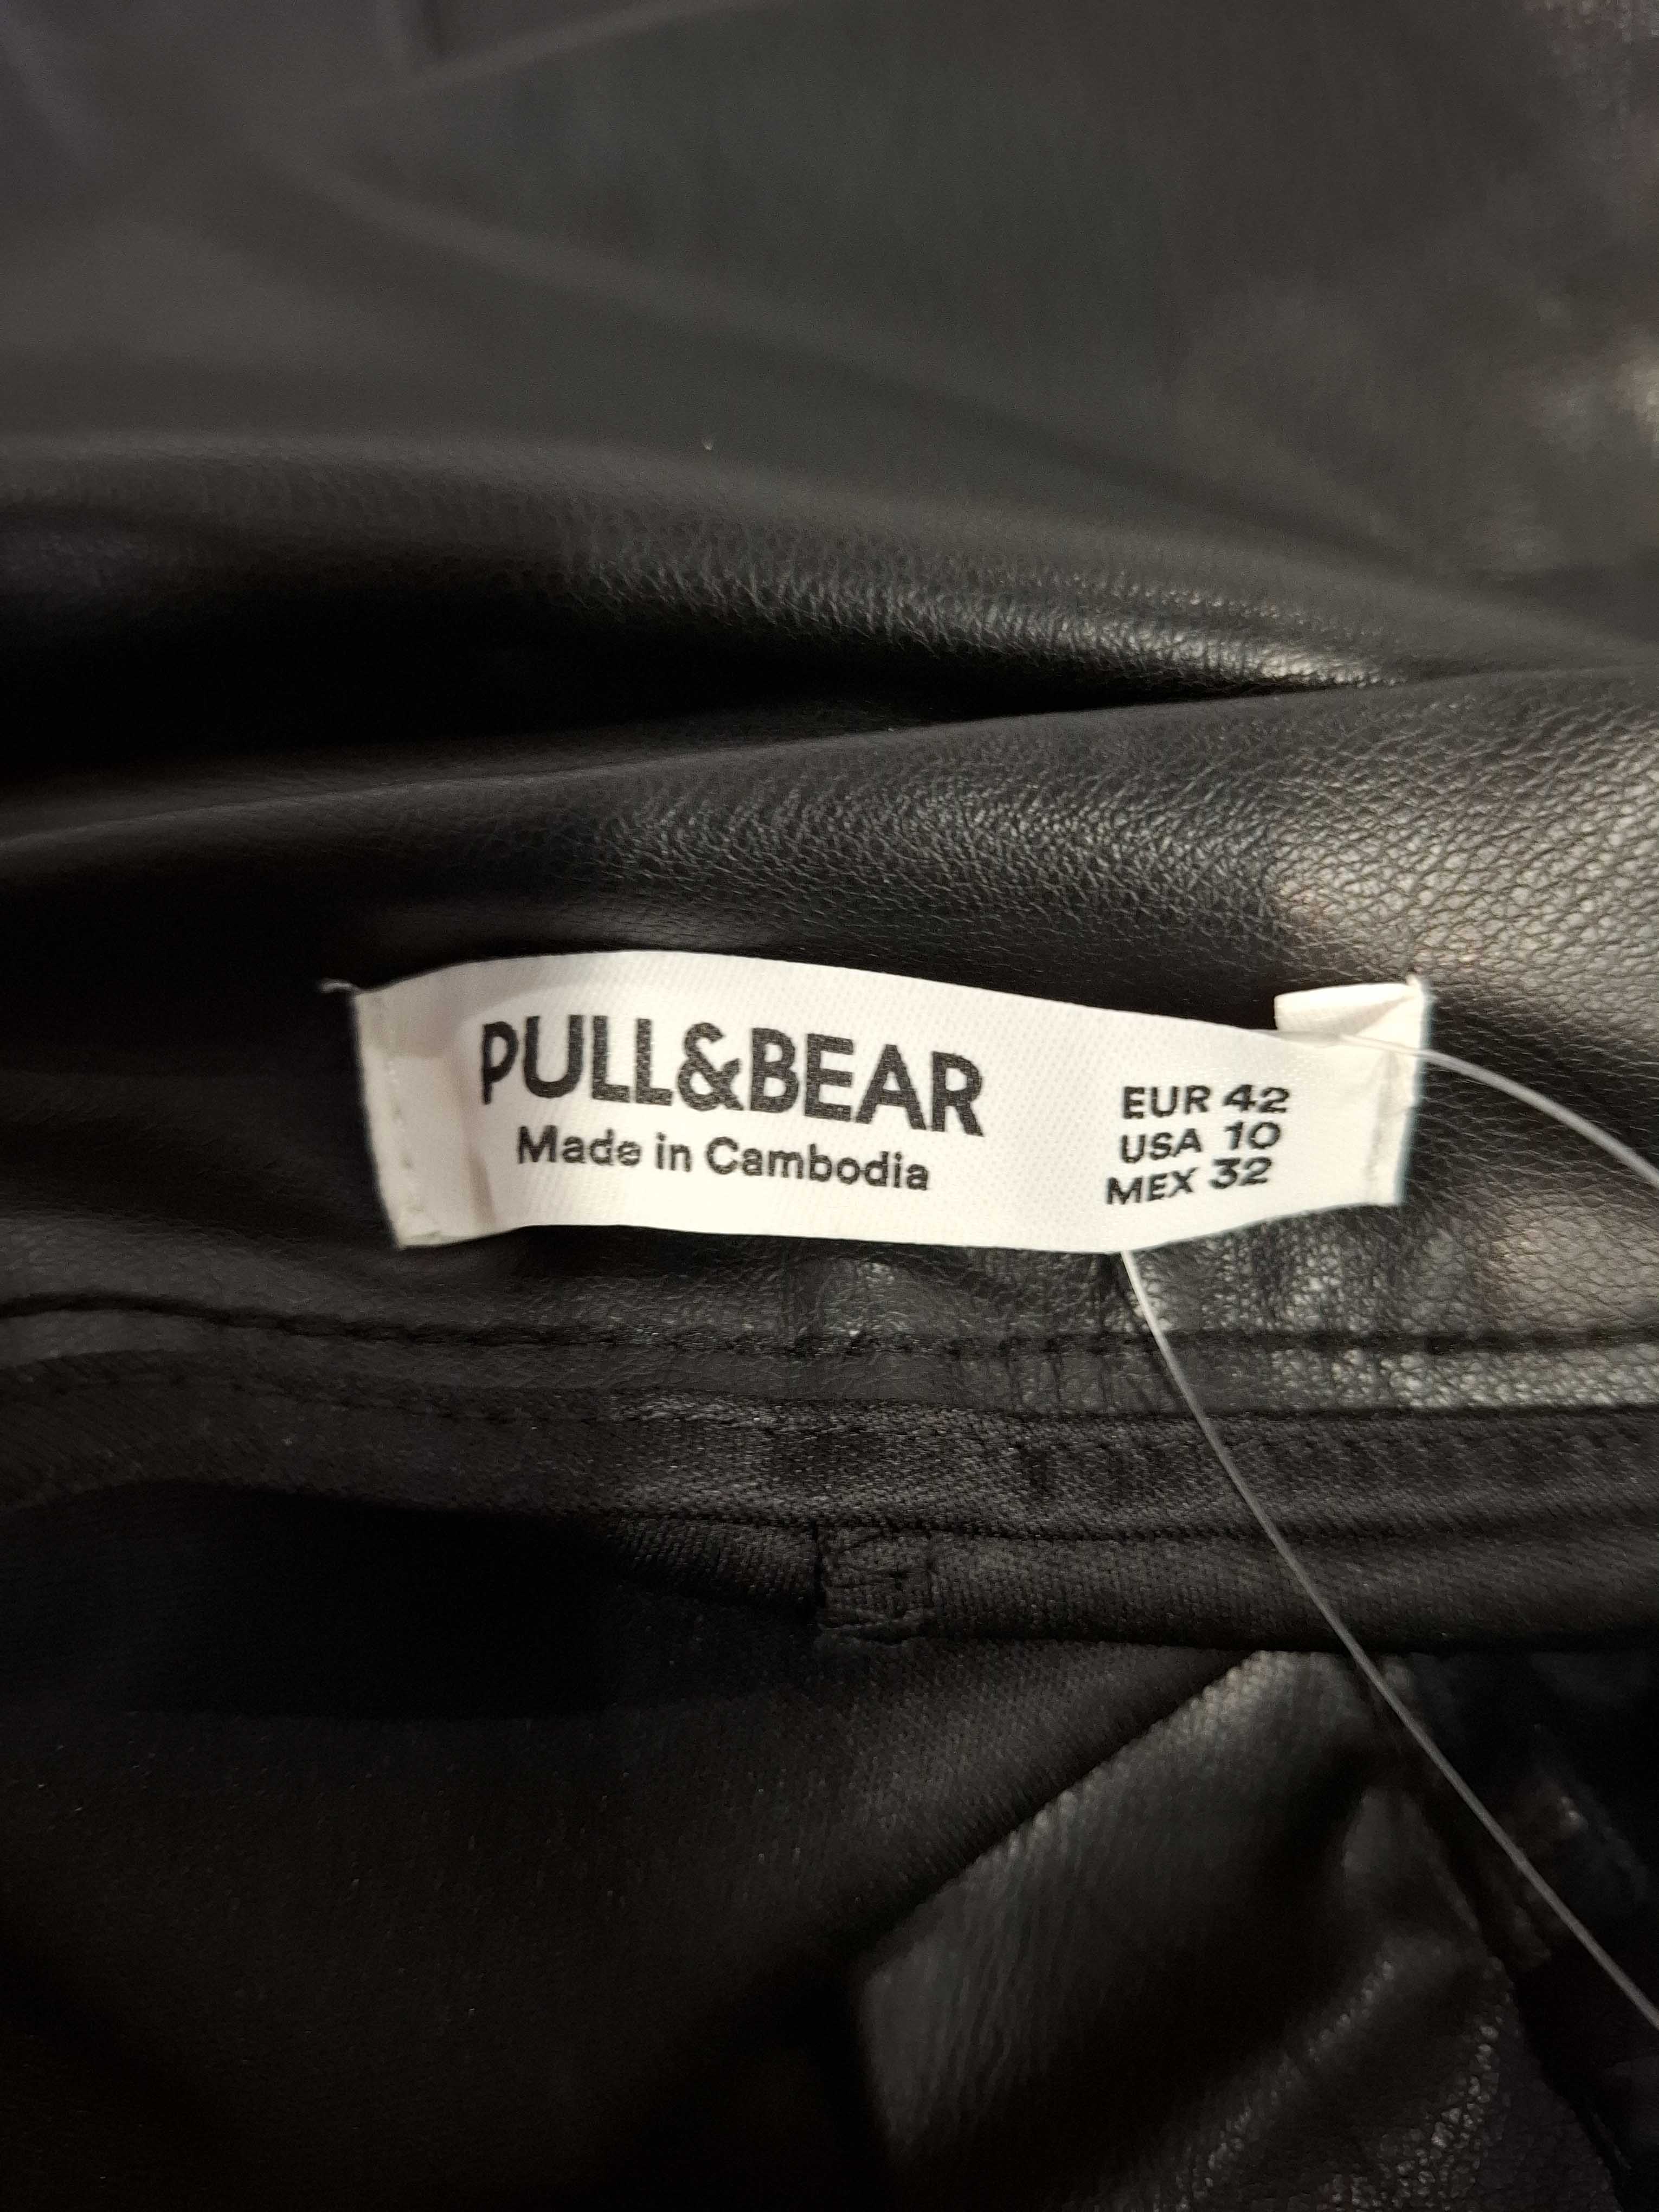 PULL&BEAR
Made in Cambodia
EUR 42
USA 10
MEX 32